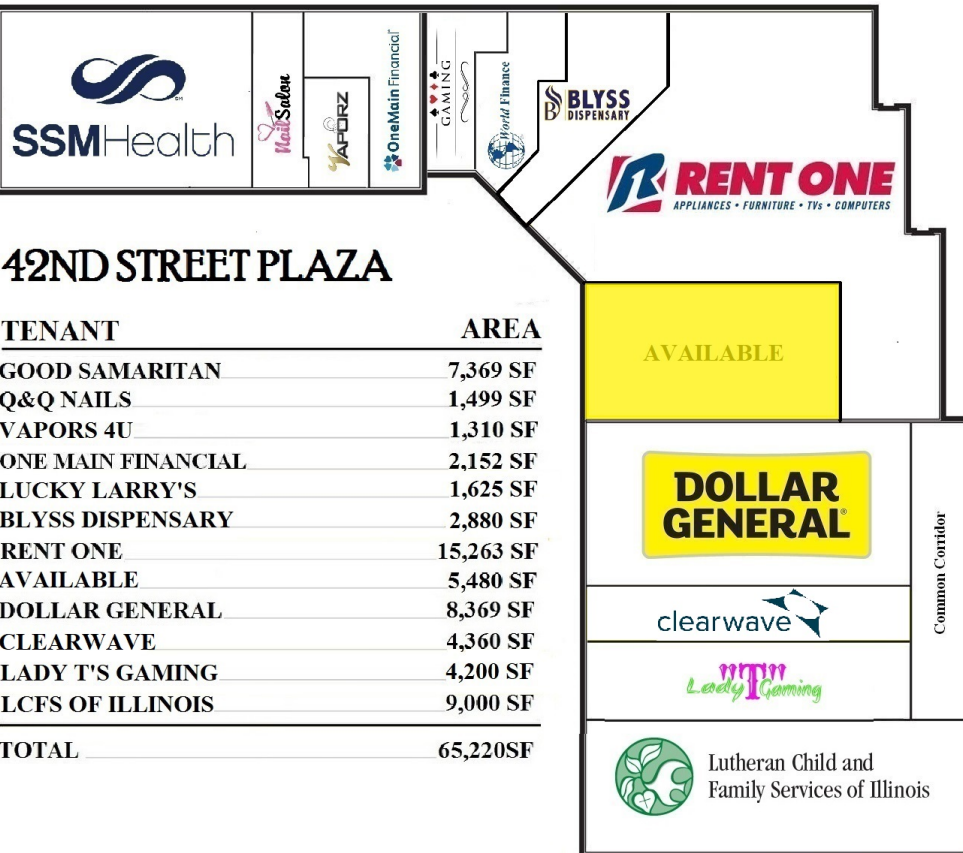 SSMHealth
SM
NailSalon
VAPORZ
OneMain Financial
GAMING
World Finance
BLYSS
DISPENSARY
RENT ONE
APPLIANCES • FURNITURE • TVs • COMPUTERS
42ND STREET PLAZA
TENANT AREA
GOOD SAMARITAN 7,369 SF
Q&Q NAILS 1,499 SF
VAPORS 4U 1,310 SF
ONE MAIN FINANCIAL 2,152 SF
LUCKY LARRY'S 1,625 SF
BLYSS DISPENSARY 2,880 SF
RENT ONE 15,263 SF
AVAILABLE 5,480 SF
DOLLAR GENERAL 8,369 SF
CLEARWAVE 4,360 SF
LADY T'S GAMING 4,200 SF
LCFS OF ILLINOIS 9,000 SF
TOTAL 65,220SF
AVAILABLE
DOLLAR
GENERAL®
Common Corridor
clearwave
Lady T Gaming
Lutheran Child and
Family Services of Illinois